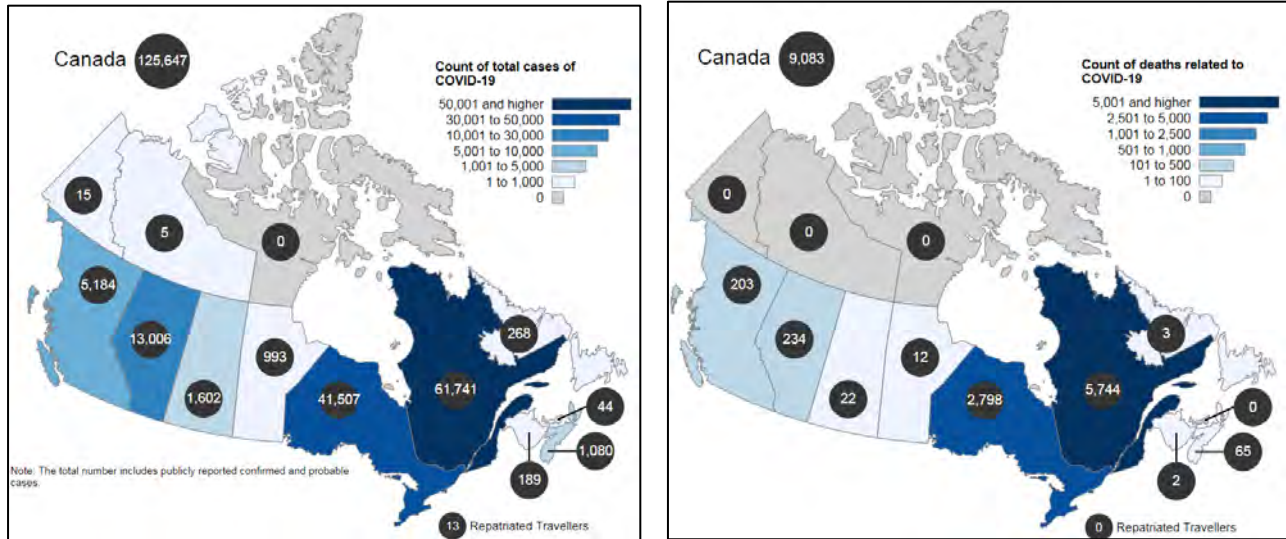 Canada 125,647
Count of total cases of
COVID-19
50,001 and higher
30,001 to 50,000
10,001 to 30,000
5,001 to 10,000
1,001 to 5,000
1 to 1,000
0
15
5
0
5,184
13,006
1,602
993
41,507
61,741
268
44
1,080
189
Note: The total number includes publicly reported confirmed and probable
cases.
13 Repatriated Travellers
Canada 9,083
Count of deaths related to
COVID-19
5,001 and higher
2,501 to 5,000
1,001 to 2,500
501 to 1,000
101 to 500
1 to 100
0
0
0
0
203
234
22
12
2,798
5,744
3
0
65
2
0 Repatriated Travellers